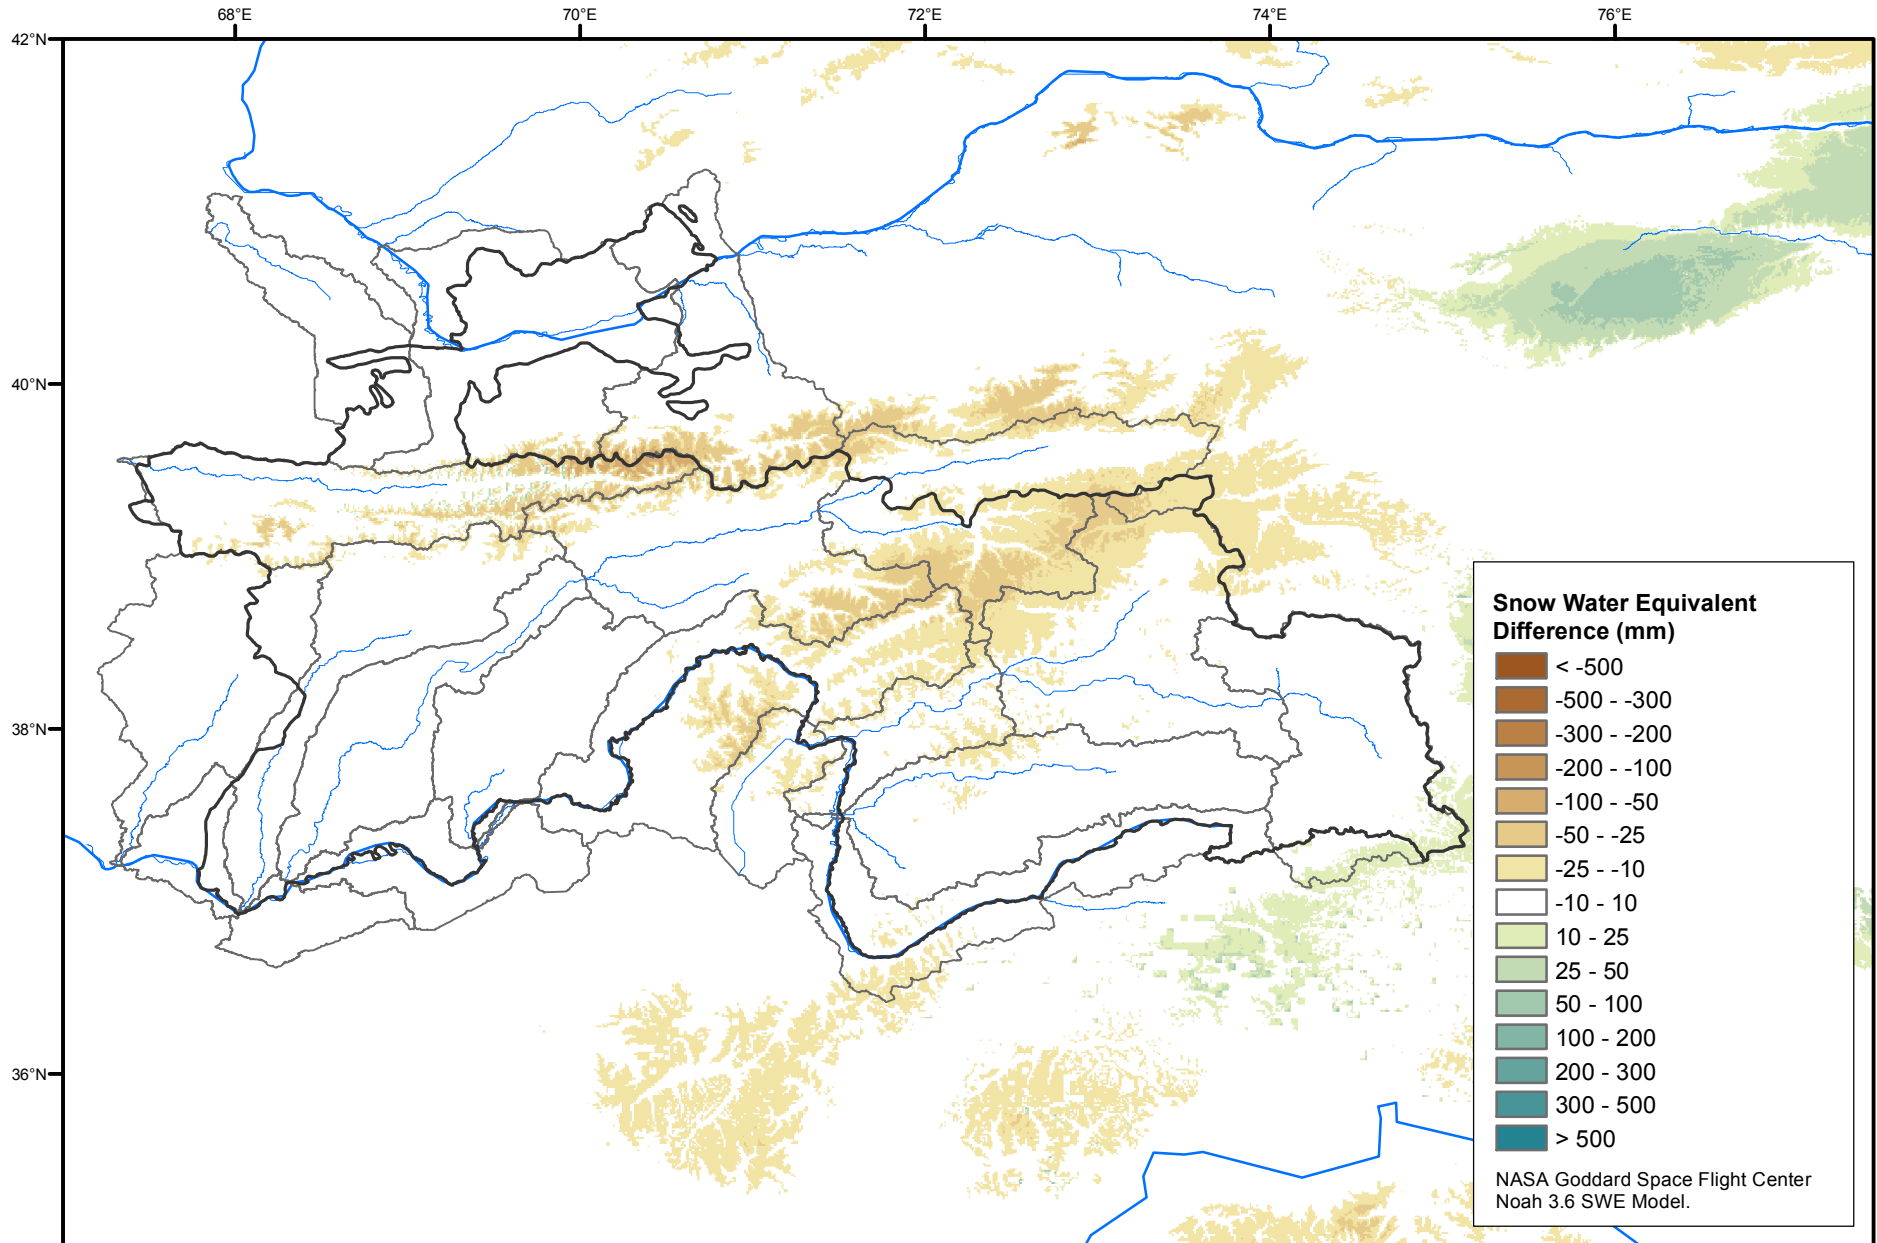 68°E 70°E 72°E 74°E 76°E
42°N
40°N
38°N
36°N
Snow Water Equivalent
Difference (mm)
< -500
-500 - -300
-300 - -200
-200 - -100
-100 - -50
-50 - -25
-25 - -10
-10 - 10
10 - 25
25 - 50
50 - 100
100 - 200
200 - 300
300 - 500
> 500
NASA Goddard Space Flight Center
Noah 3.6 SWE Model.